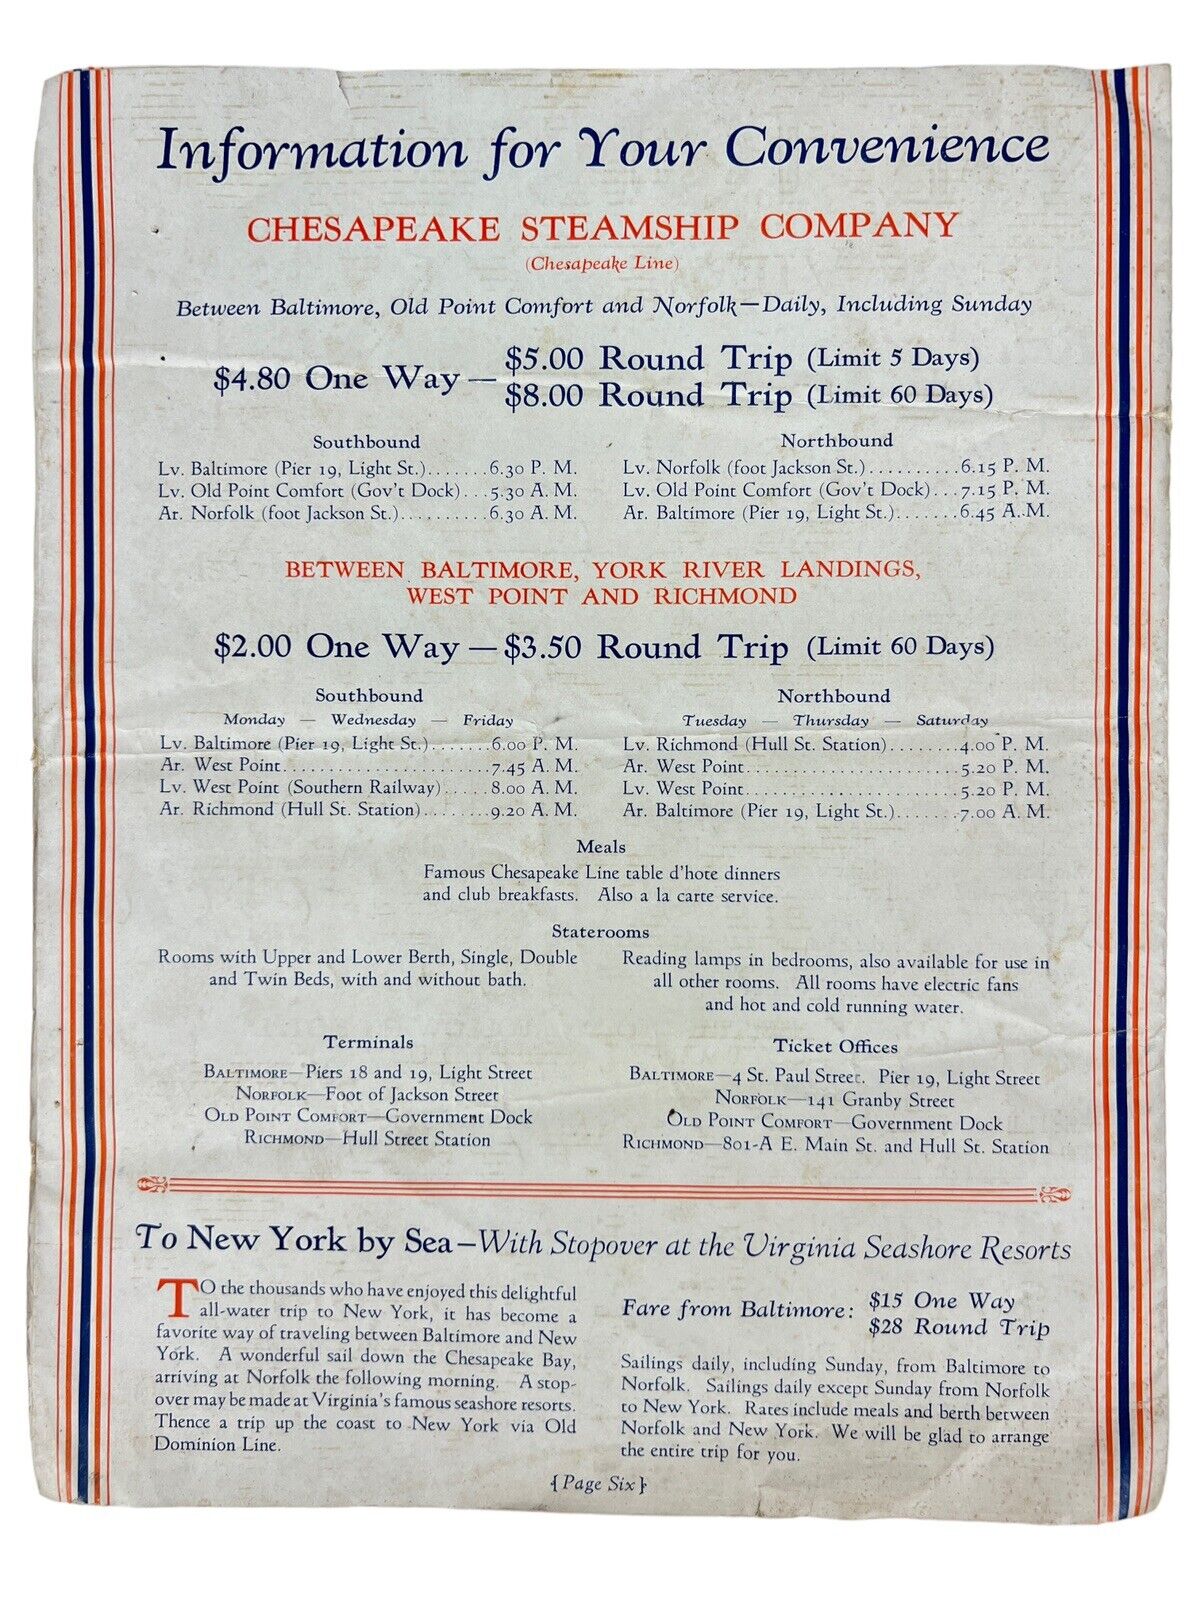 Information for Your Convenience
CHESAPEAKE STEAMSHIP COMPANY
(Chesapeake Line)
Between Baltimore, Old Point Comfort and Norfolk—Daily, Including Sunday
$4.80 One Way — $5.00 Round Trip (Limit 5 Days)
$8.00 Round Trip (Limit 60 Days)
Southbound
Lv. Baltimore (Pier 19, Light St.).......6.30 P. M.
Lv. Old Point Comfort (Gov't Dock)...5.30 A. M.
Ar. Norfolk (foot Jackson St.)..........6.30 A. M.
Northbound
Lv. Norfolk (foot Jackson St.)..........6.15 P. M.
Lv. Old Point Comfort (Gov't Dock)...7.15 P. M.
Ar. Baltimore (Pier 19, Light St.).......6.45 A. M.
BETWEEN BALTIMORE, YORK RIVER LANDINGS,
WEST POINT AND RICHMOND
$2.00 One Way — $3.50 Round Trip (Limit 60 Days)
Southbound
Monday — Wednesday — Friday
Lv. Baltimore (Pier 19, Light St.).......6.00 P. M.
Ar. West Point.......................7.45 A. M.
Lv. West Point (Southern Railway).....8.00 A. M.
Ar. Richmond (Hull St. Station)........9.20 A. M.
Northbound
Tuesday — Thursday — Saturday
Lv. Richmond (Hull St. Station)........4.00 P. M.
Ar. West Point.......................5.20 P. M.
Lv. West Point.......................5.20 P. M.
Ar. Baltimore (Pier 19, Light St.).......7.00 A. M.
Meals
Famous Chesapeake Line table d'hote dinners
and club breakfasts. Also a la carte service.
Staterooms
Rooms with Upper and Lower Berth, Single, Double
and Twin Beds, with and without bath.
Reading lamps in bedrooms, also available for use in
all other rooms. All rooms have electric fans
and hot and cold running water.
Terminals
BALTIMORE—Piers 18 and 19, Light Street
NORFOLK—Foot of Jackson Street
OLD POINT COMFORT—Government Dock
RICHMOND—Hull Street Station
Ticket Offices
BALTIMORE—4 St. Paul Street. Pier 19, Light Street
NORFOLK—141 Granby Street
OLD POINT COMFORT—Government Dock
RICHMOND—801-A E. Main St. and Hull St. Station
To New York by Sea—With Stopover at the Virginia Seashore Resorts
TO the thousands who have enjoyed this delightful
all-water trip to New York, it has become a
favorite way of traveling between Baltimore and New
York. A wonderful sail down the Chesapeake Bay,
arriving at Norfolk the following morning. A stop-
over may be made at Virginia's famous seashore resorts.
Thence a trip up the coast to New York via Old
Dominion Line.
Fare from Baltimore: $15 One Way
$28 Round Trip
Sailings daily, including Sunday, from Baltimore to
Norfolk. Sailings daily except Sunday from Norfolk
to New York. Rates include meals and berth between
Norfolk and New York. We will be glad to arrange
the entire trip for you.
{Page Six}